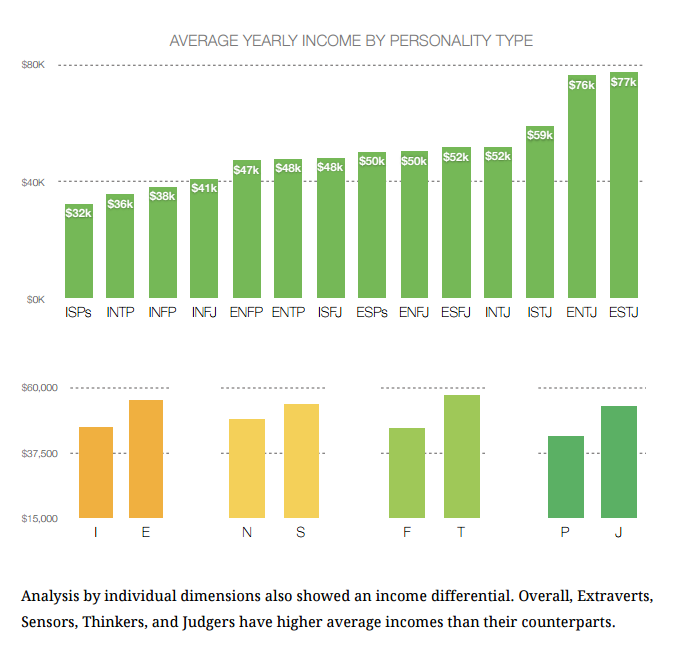 AVERAGE YEARLY INCOME BY PERSONALITY TYPE
$80K
$40K
$0K
$32k $36k $38k $41k $47k $48k $48k $50k $50k $52k $52k $59k $76k $77k
ISPs INTP INFP INFJ ENFP ENTP ISFJ ESPs ENFJ ESFJ INTJ ISTJ ENTJ ESTJ
$60,000
$37,500
$15,000
I E N S F T P J
Analysis by individual dimensions also showed an income differential. Overall, Extraverts,
Sensors, Thinkers, and Judgers have higher average incomes than their counterparts.